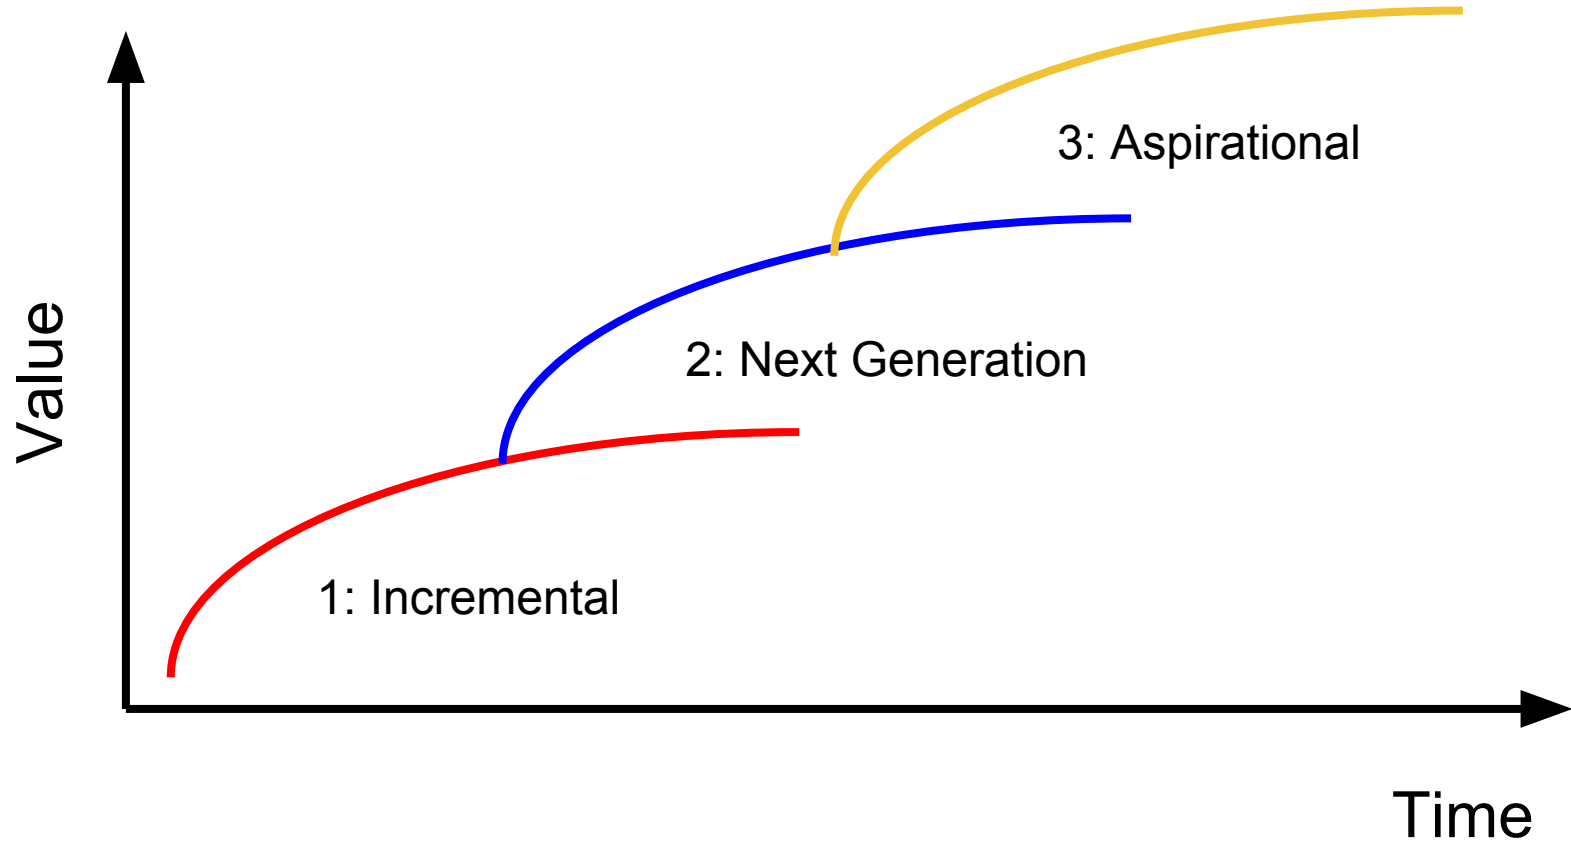 3: Aspirational
Value
2: Next Generation
1: Incremental
Time